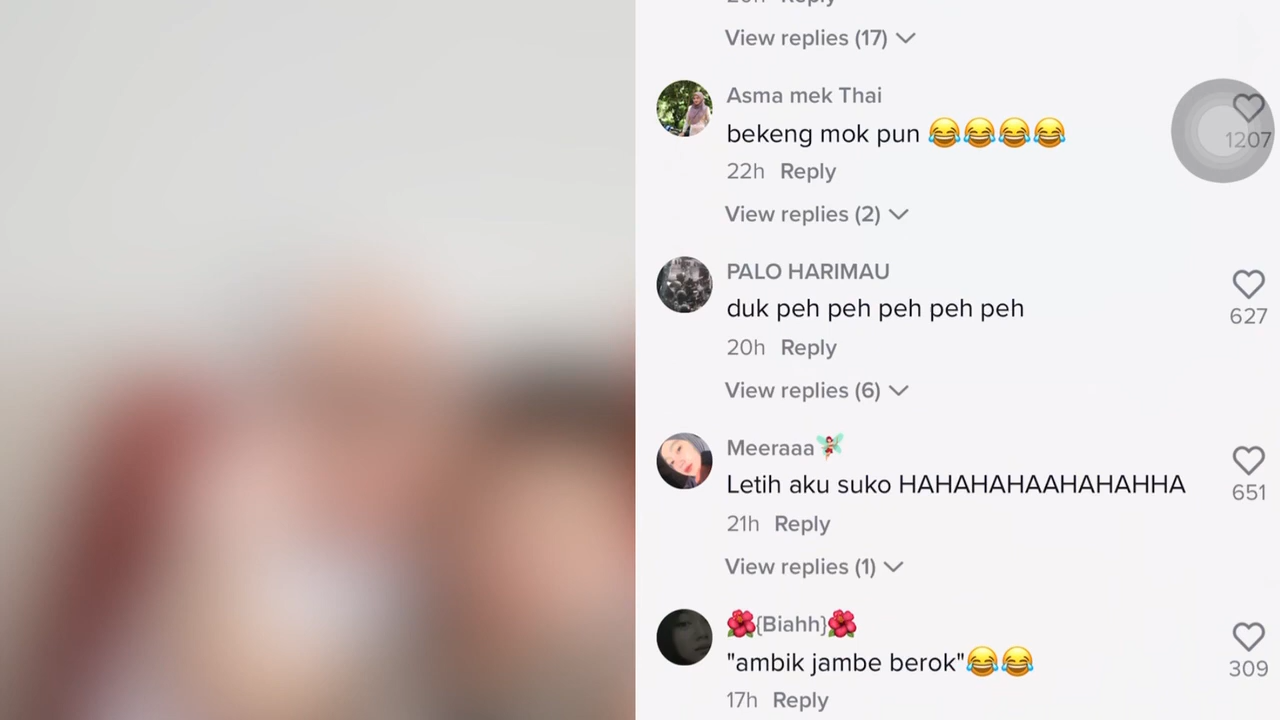 View replies (17)
Asma mek Thai
1207
bekeng mok pun 😂😂😂😂
22h Reply
View replies (2)
PALO HARIMAU
duk peh peh peh peh peh
627
20h Reply
View replies (6)
Meeraaa🧚
Letih aku suko HAHAHAHAAHAHAHHA
651
21h Reply
View replies (1)
🌺{Biahh}🌺
"ambik jambe berok"😂😂
309
17h Reply